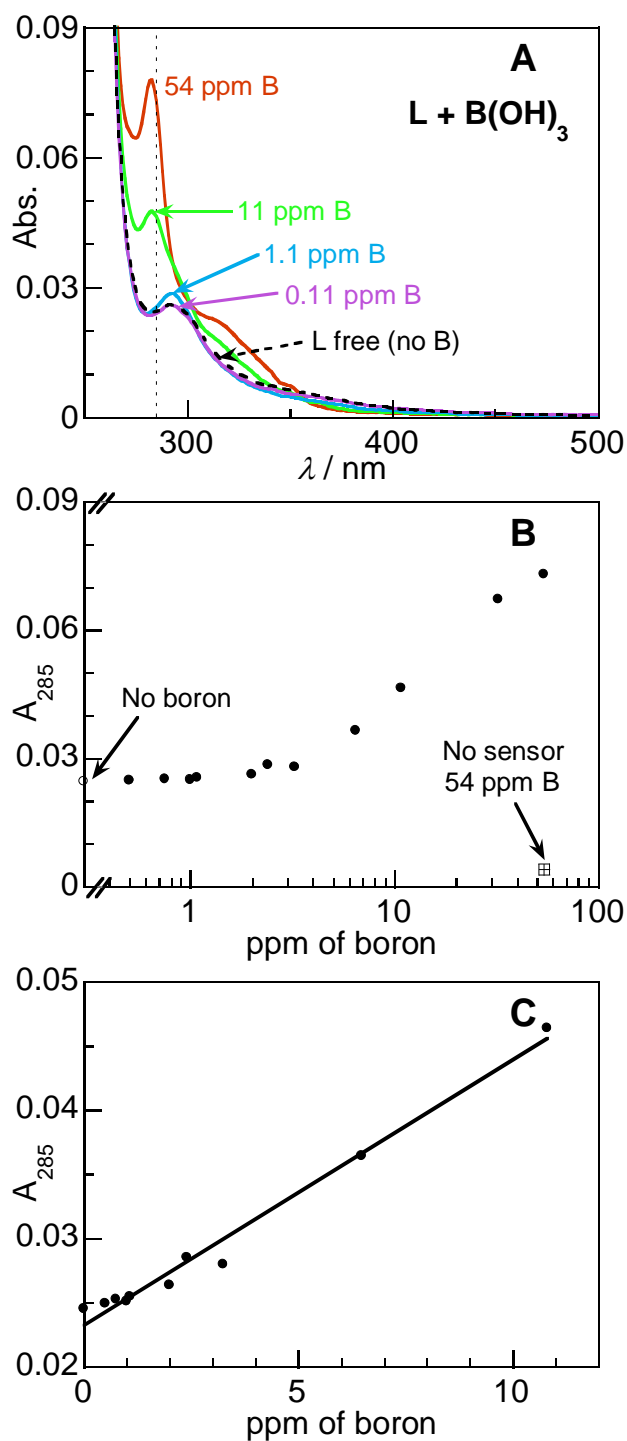 0.09
A
54 ppm B
L + B(OH)₃
0.06
Abs.
11 ppm B
1.1 ppm B
0.03
0.11 ppm B
L free (no B)
0
300 400 500
λ / nm
0.09
B
0.06
A₂₈₅
No boron
0.03
No sensor
54 ppm B
0
1 10 100
ppm of boron
0.05
C
0.04
A₂₈₅
0.03
0.02
0 5 10
ppm of boron